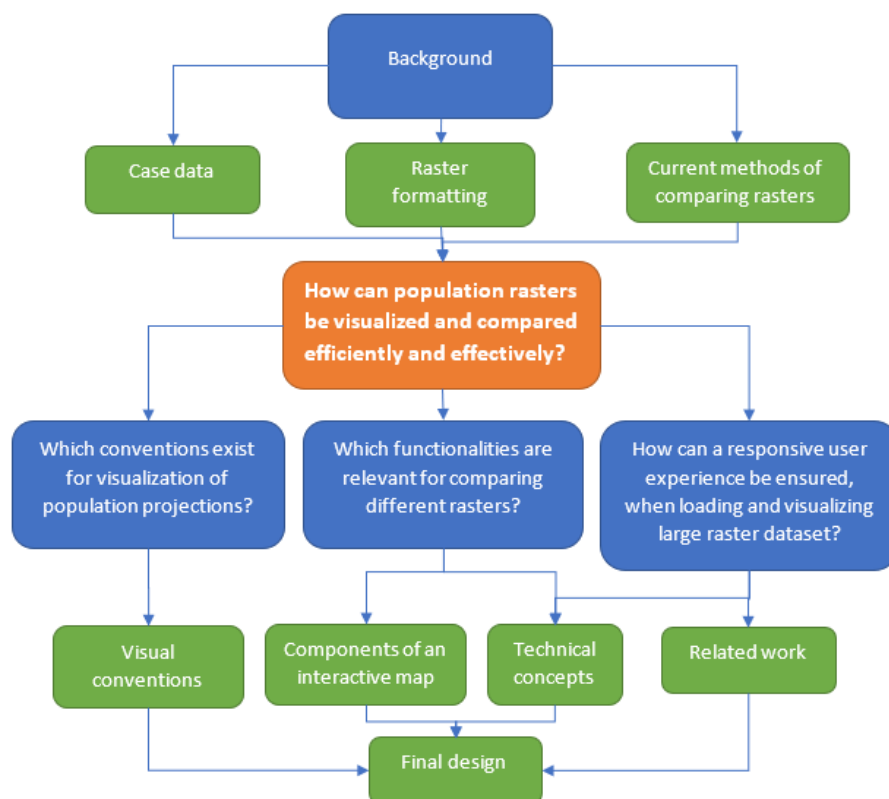 Background
Case data
Raster
formatting
Current methods of
comparing rasters
How can population rasters
be visualized and compared
efficiently and effectively?
Which conventions exist
for visualization of
population projections?
Which functionalities are
relevant for comparing
different rasters?
How can a responsive user
experience be ensured,
when loading and visualizing
large raster dataset?
Visual
conventions
Components of an
interactive map
Technical
concepts
Related work
Final design